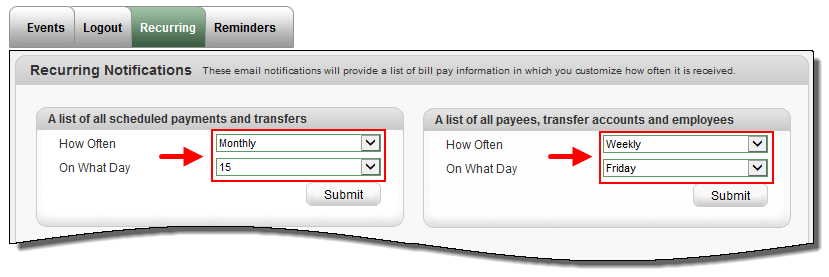 Events Logout Recurring Reminders
Recurring Notifications These email notifications will provide a list of bill pay information in which you customize how often it is received.
A list of all scheduled payments and transfers
How Often Monthly
On What Day 15
Submit
A list of all payees, transfer accounts and employees
How Often Weekly
On What Day Friday
Submit